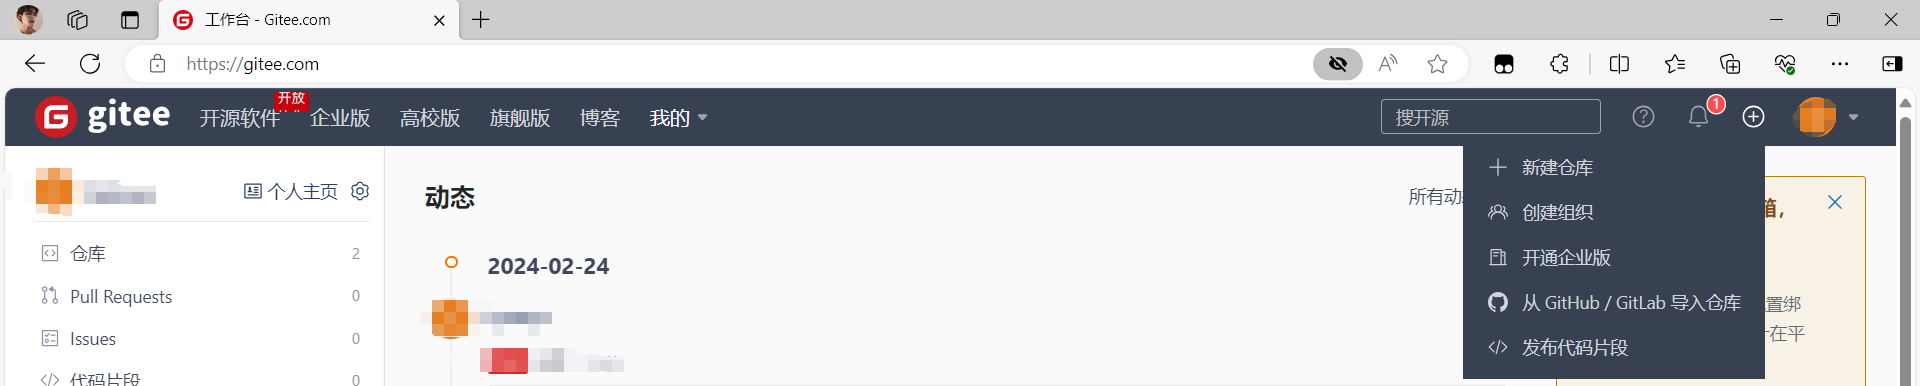 工作台 - Gitee.com
https://gitee.com
gitee
开源软件
开放
企业版
高校版
旗舰版
博客
我的
搜开源
1
个人主页
仓库 2
Pull Requests 0
Issues 0
代码片段 0
动态
所有动
2024-02-24
新建仓库
创建组织
开通企业版
从 GitHub / GitLab 导入仓库
发布代码片段
箱，
置绑
在平